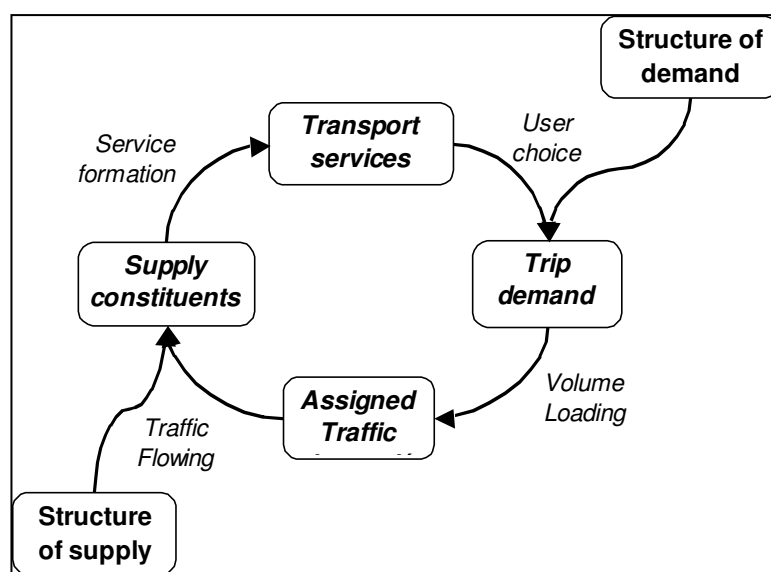 Structure of
demand
Transport
services
User
choice
Service
formation
Supply
constituents
Trip
demand
Volume
Loading
Assigned
Traffic
Traffic
Flowing
Structure
of supply